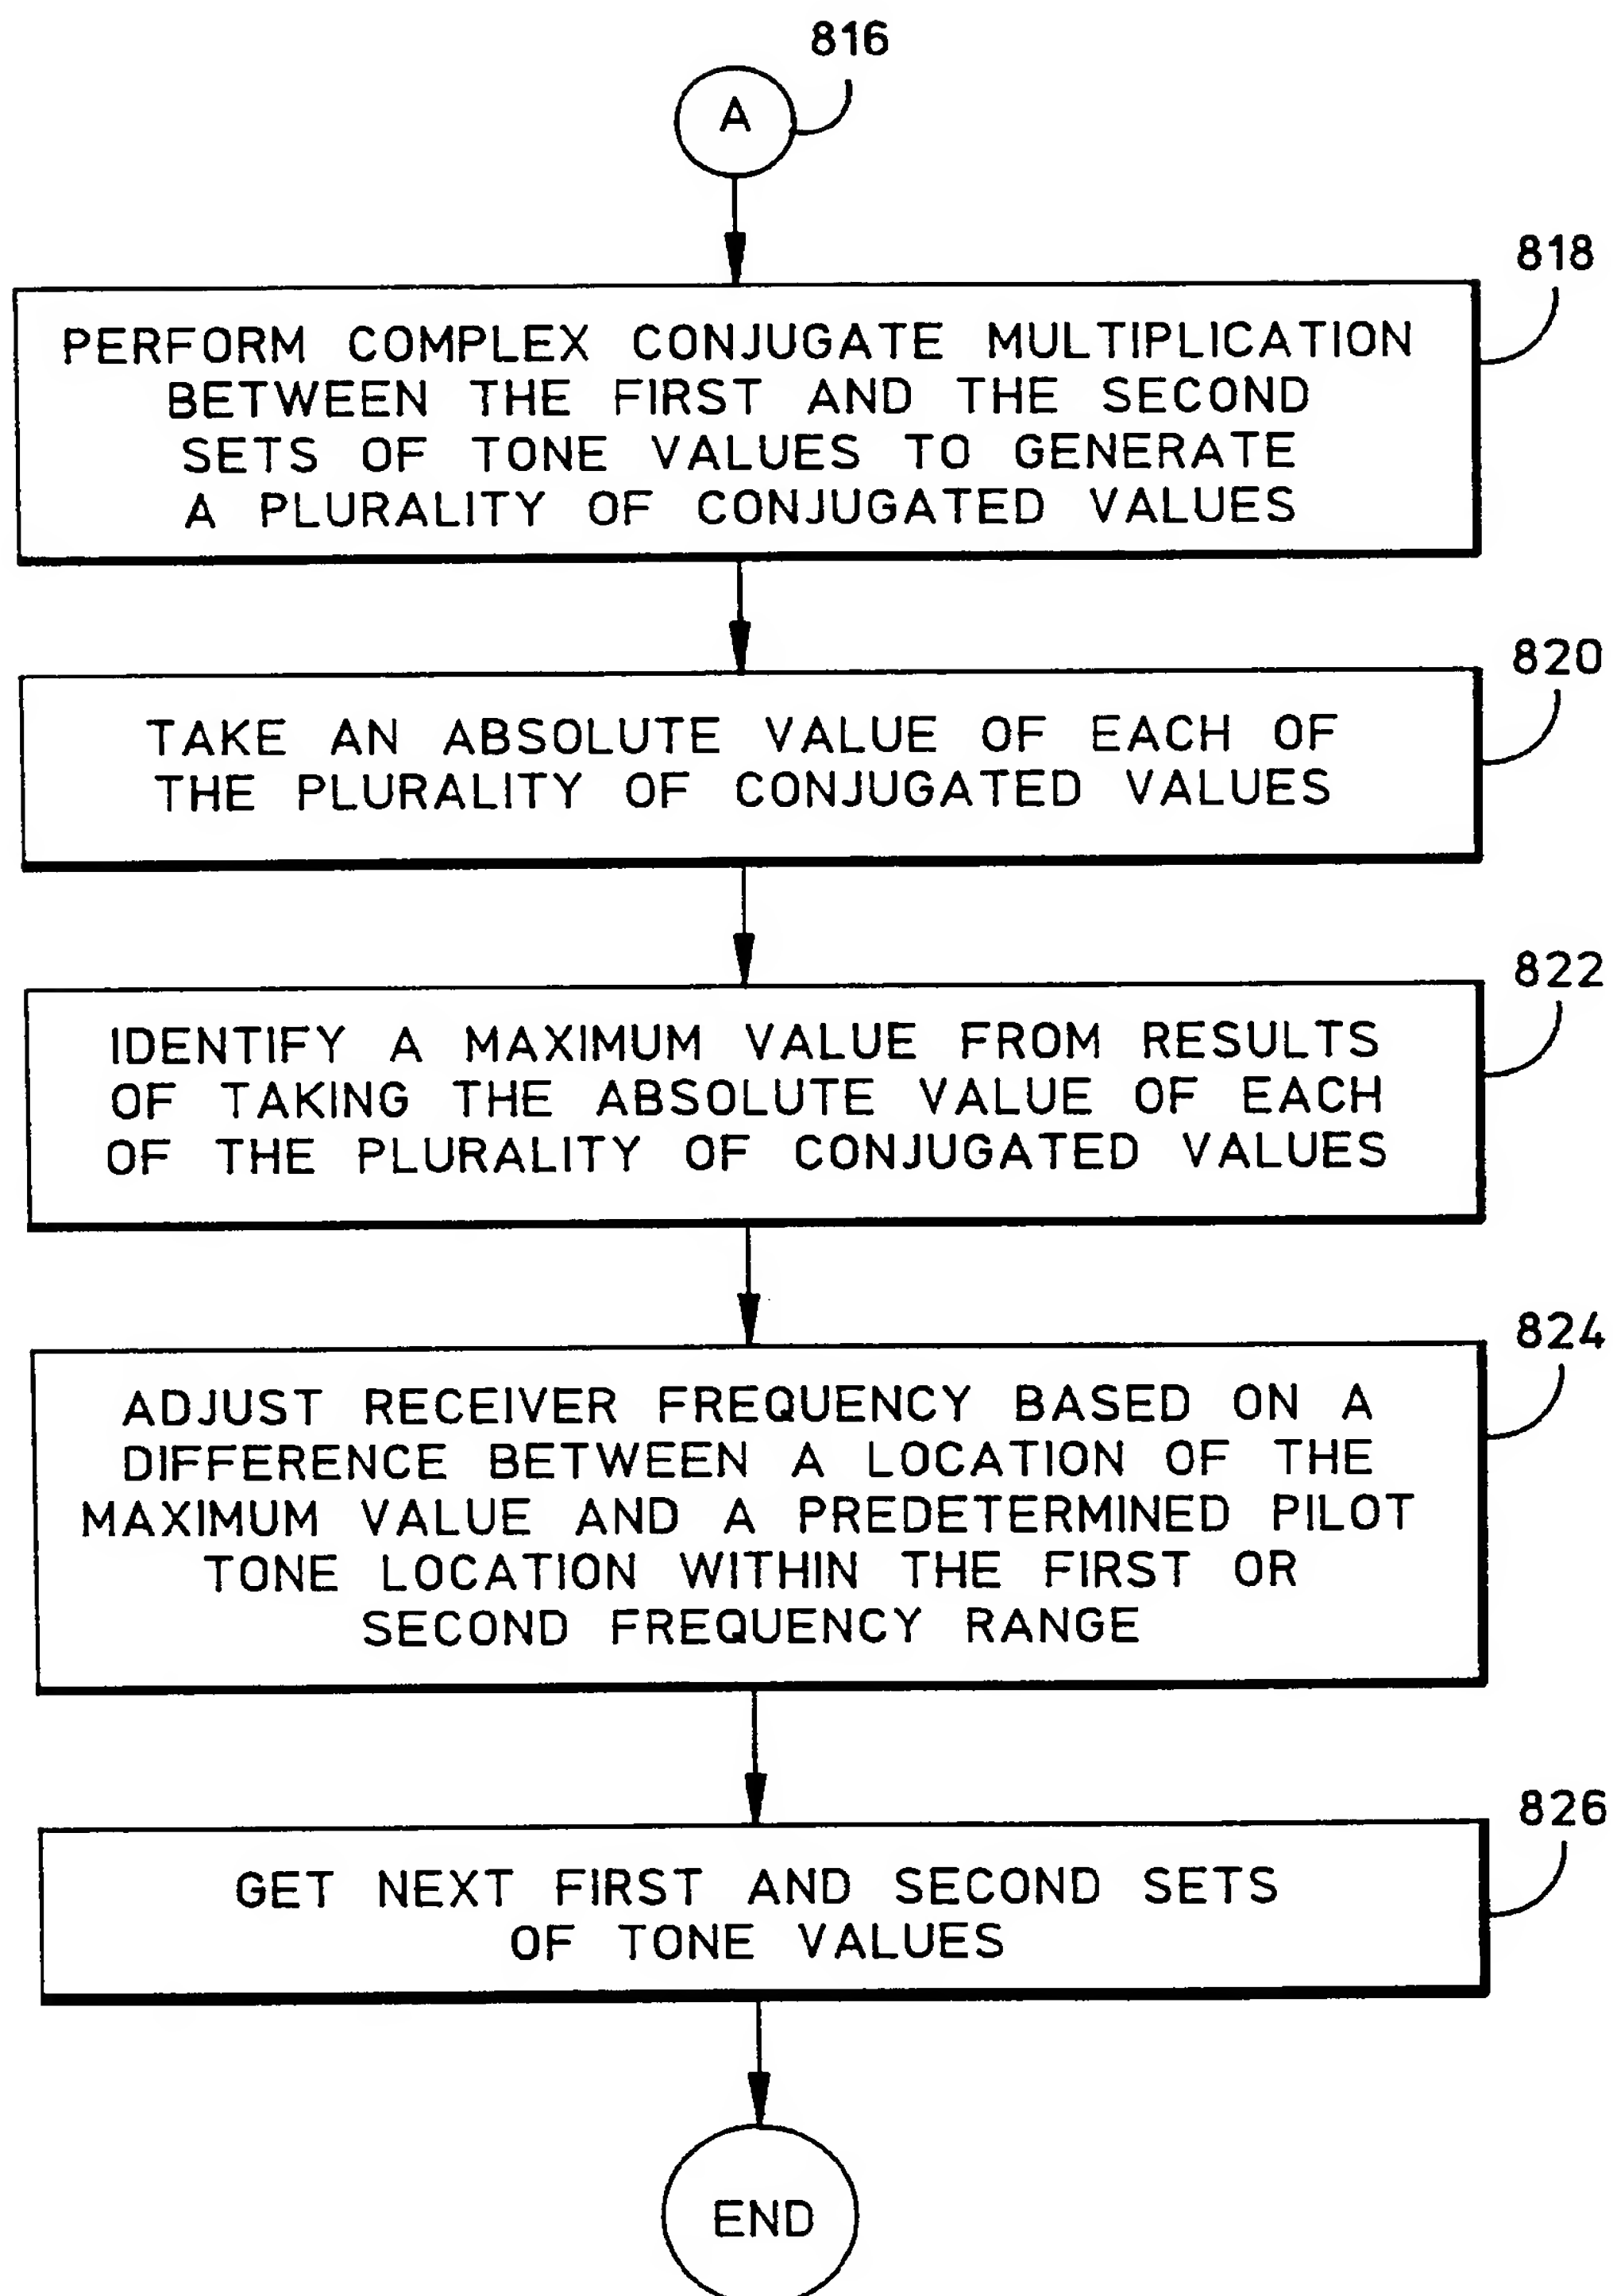 816
A
818
PERFORM COMPLEX CONJUGATE MULTIPLICATION
BETWEEN THE FIRST AND THE SECOND
SETS OF TONE VALUES TO GENERATE
A PLURALITY OF CONJUGATED VALUES
820
TAKE AN ABSOLUTE VALUE OF EACH OF
THE PLURALITY OF CONJUGATED VALUES
822
IDENTIFY A MAXIMUM VALUE FROM RESULTS
OF TAKING THE ABSOLUTE VALUE OF EACH
OF THE PLURALITY OF CONJUGATED VALUES
824
ADJUST RECEIVER FREQUENCY BASED ON A
DIFFERENCE BETWEEN A LOCATION OF THE
MAXIMUM VALUE AND A PREDETERMINED PILOT
TONE LOCATION WITHIN THE FIRST OR
SECOND FREQUENCY RANGE
826
GET NEXT FIRST AND SECOND SETS
OF TONE VALUES
END